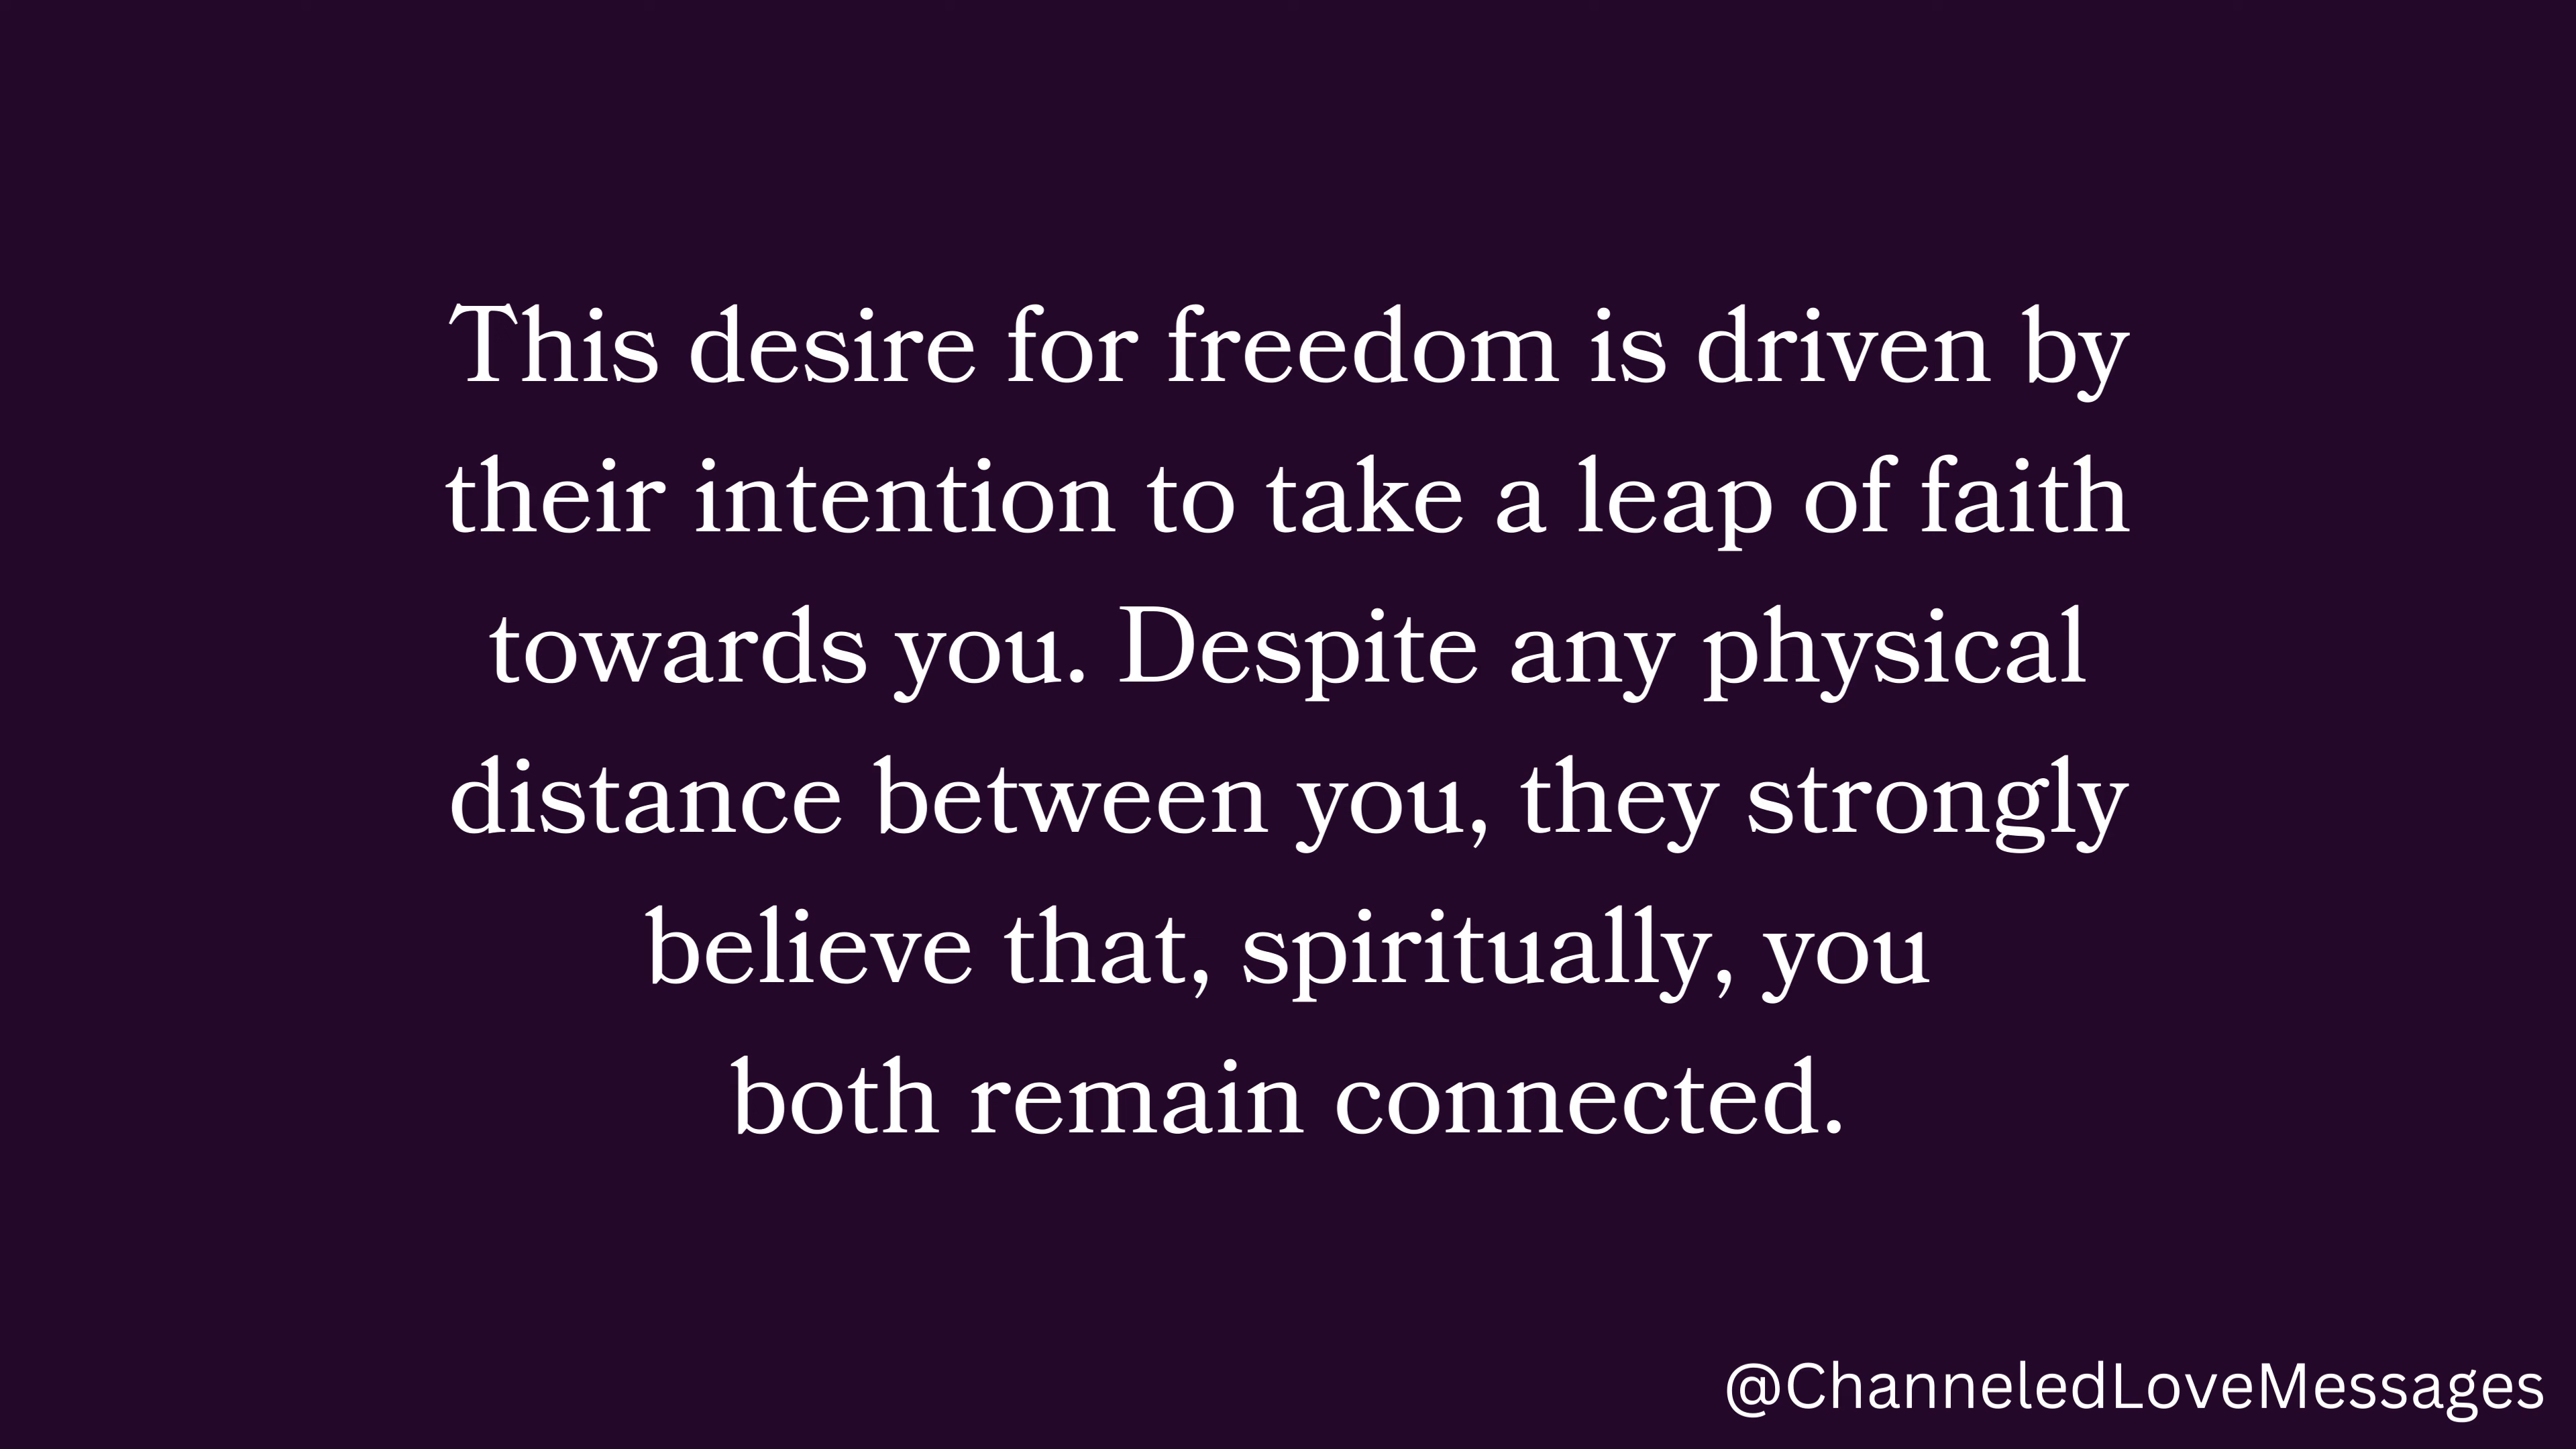 This desire for freedom is driven by
their intention to take a leap of faith
towards you. Despite any physical
distance between you, they strongly
believe that, spiritually, you
both remain connected.
@ChanneledLoveMessages